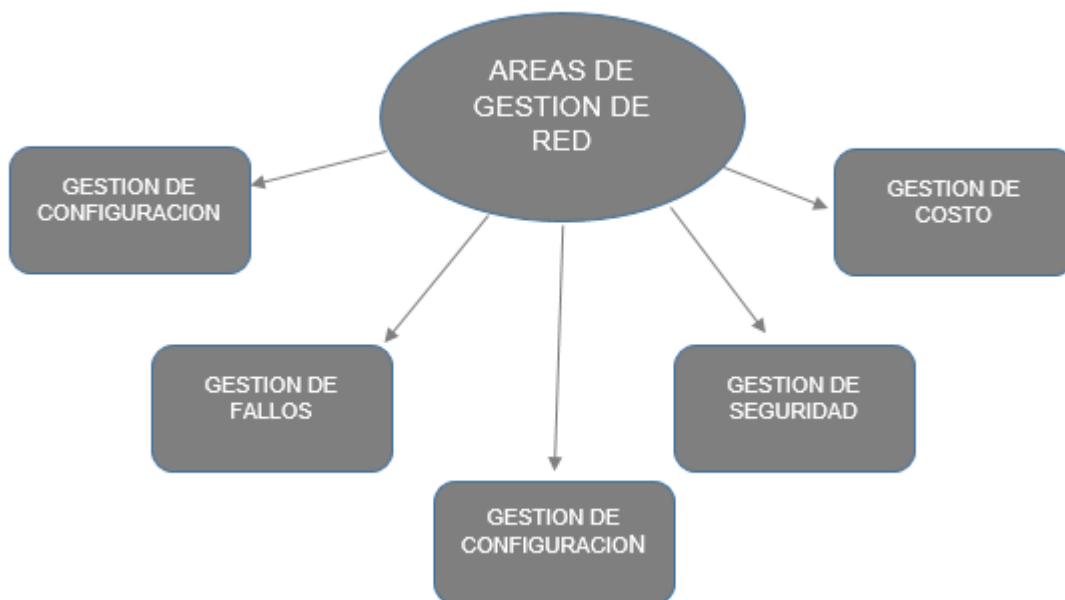 AREAS DE
GESTION DE
RED
GESTION DE
CONFIGURACION
GESTION DE
COSTO
GESTION DE
FALLOS
GESTION DE
SEGURIDAD
GESTION DE
CONFIGURACION